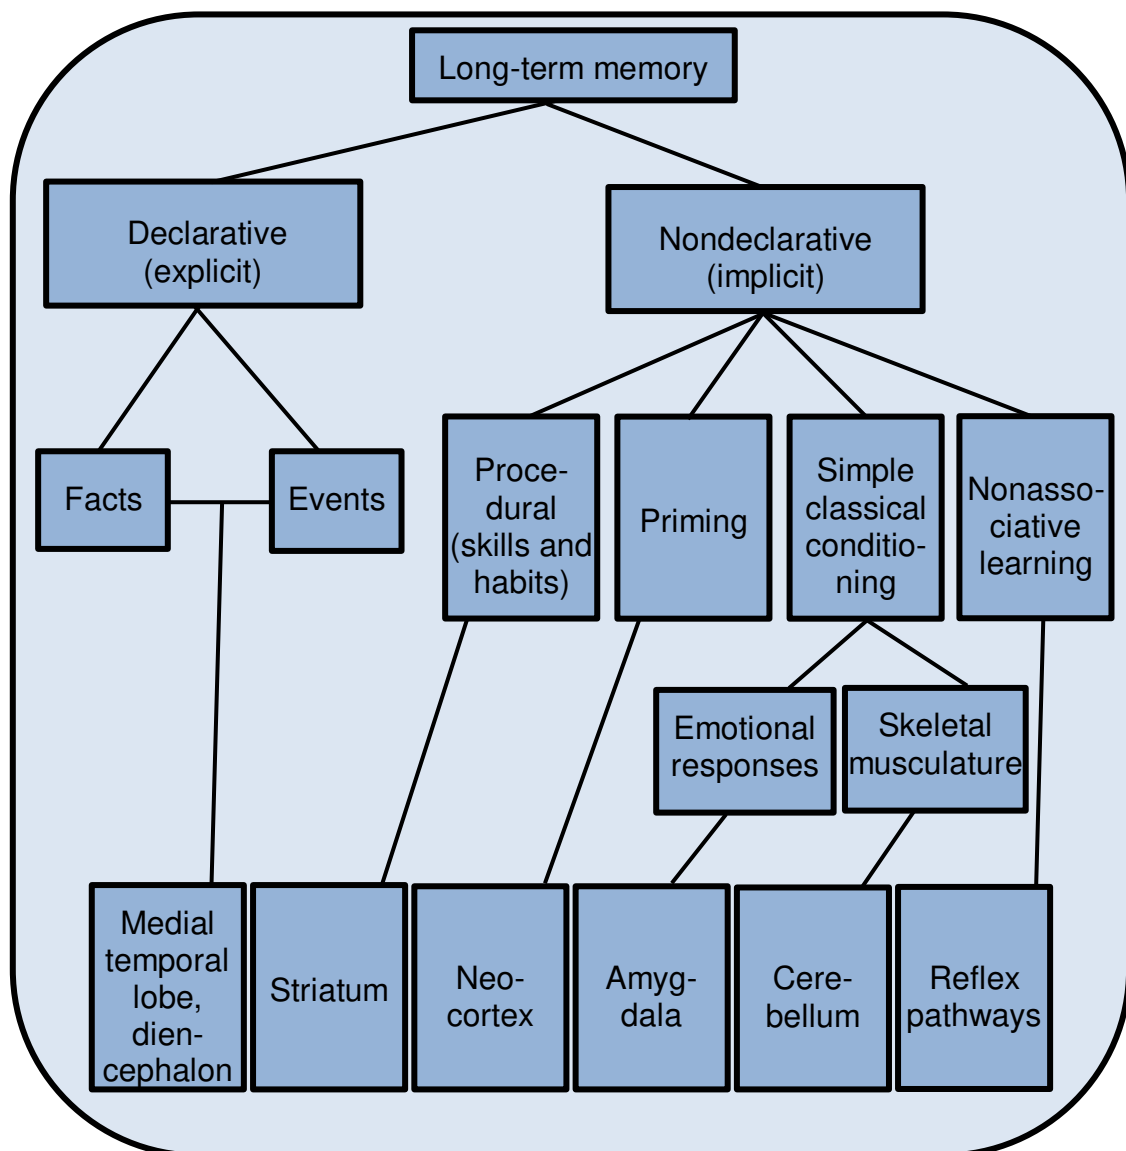 Long-term memory
Declarative
(explicit)
Nondeclarative
(implicit)
Facts
Events
Proce-
dural
(skills and
habits)
Priming
Simple
classical
conditio-
ning
Nonasso-
ciative
learning
Emotional
responses
Skeletal
musculature
Medial
temporal
lobe,
dien-
cephalon
Striatum
Neo-
cortex
Amyg-
dala
Cere-
bellum
Reflex
pathways